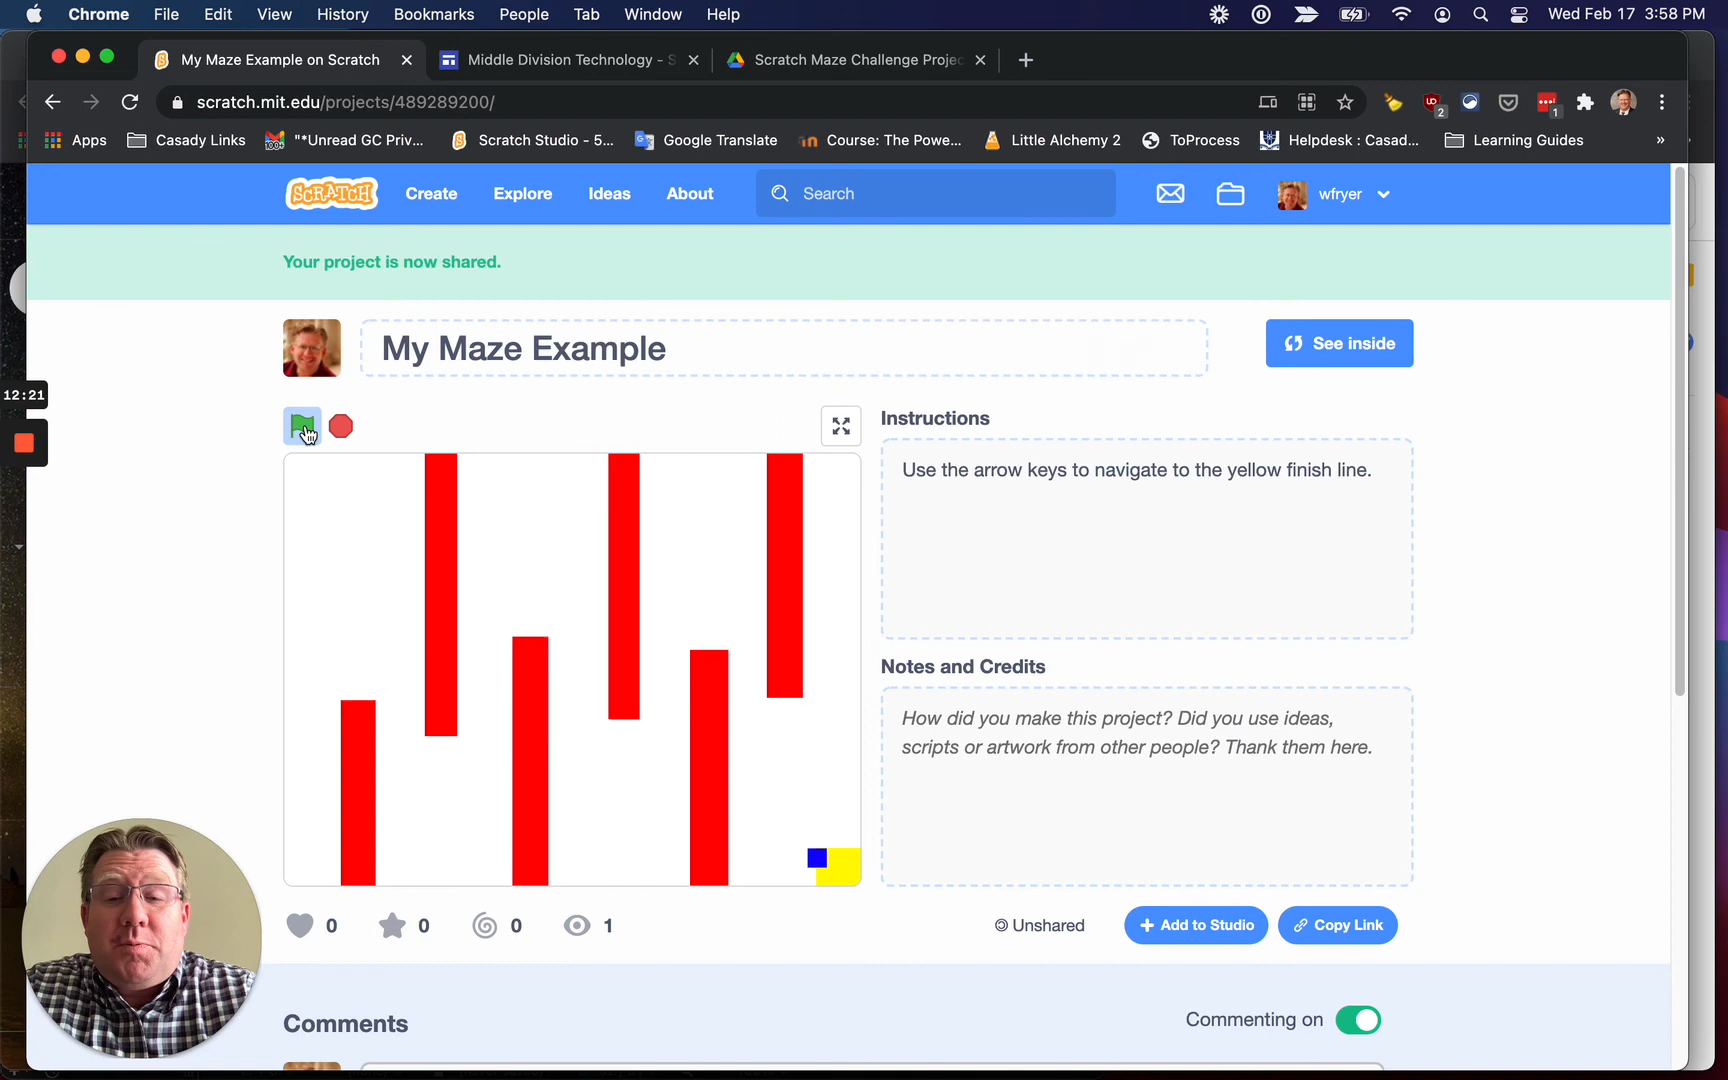 Chrome File Edit View History Bookmarks People Tab Window Help Wed Feb 17 3:58 PM
My Maze Example on Scratch Middle Division Technology - S Scratch Maze Challenge Projec
scratch.mit.edu/projects/489289200/ 2 1
Apps Casady Links 100+ "*Unread GC Priv... Scratch Studio - 5... Google Translate Course: The Powe... Little Alchemy 2 ToProcess Helpdesk : Casad... Learning Guides »
SCRATCH Create Explore Ideas About Search wfryer
Your project is now shared.
My Maze Example See inside
12:21
Instructions
Use the arrow keys to navigate to the yellow finish line.
Notes and Credits
How did you make this project? Did you use ideas,
scripts or artwork from other people? Thank them here.
0 0 0 1 Unshared Add to Studio Copy Link
Comments Commenting on